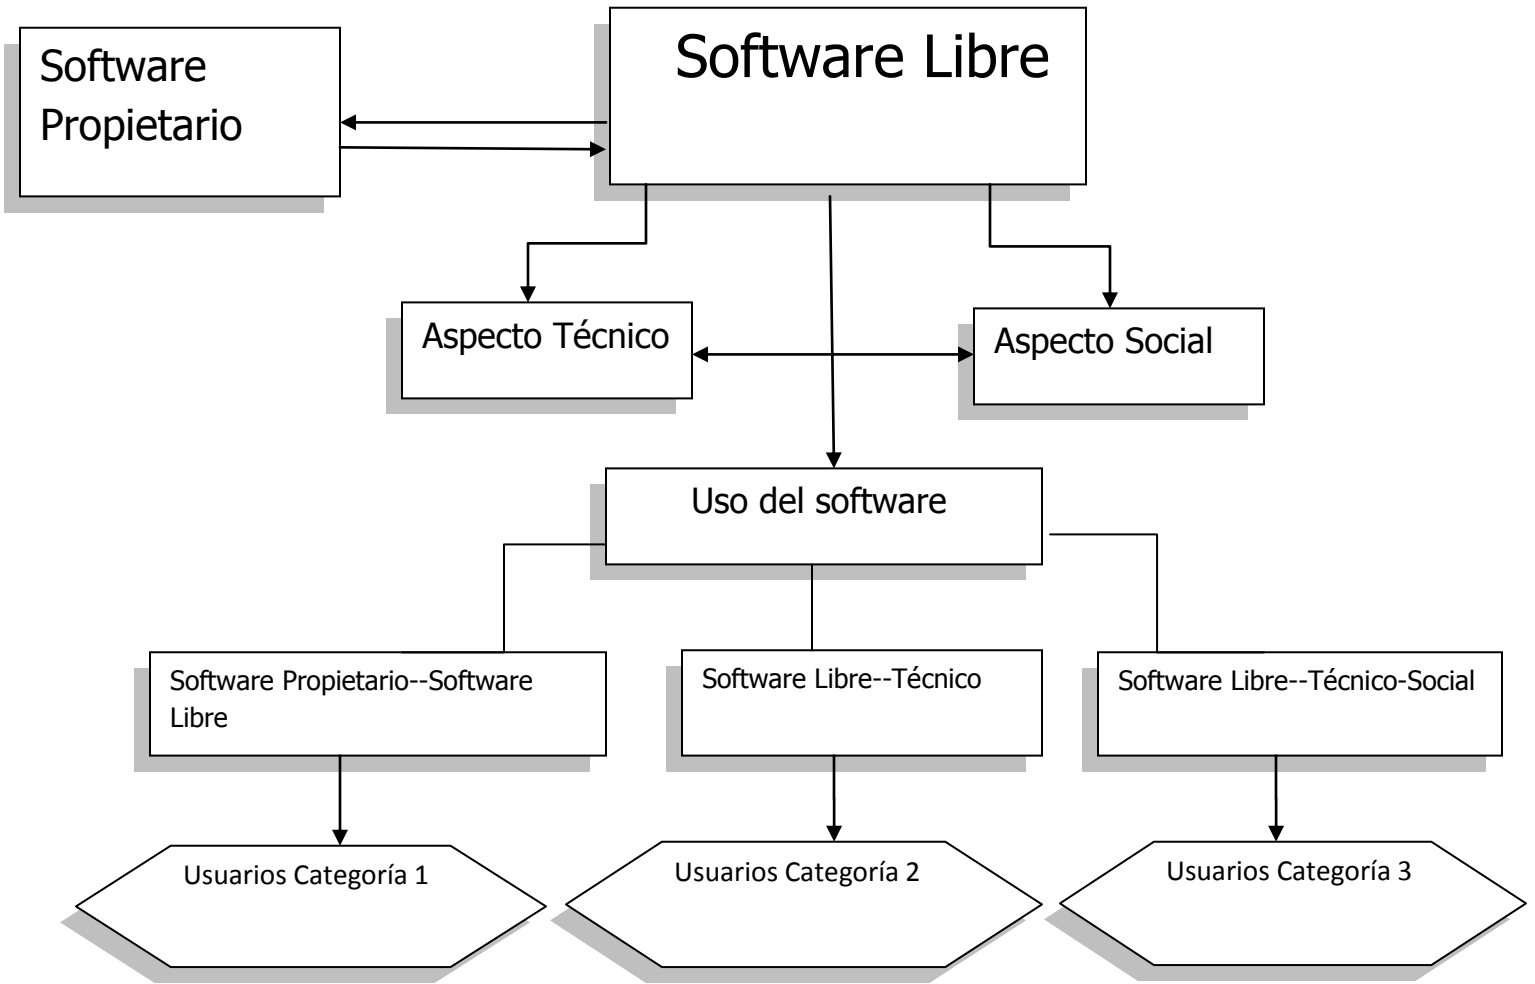 Software
Propietario
Software Libre
Aspecto Técnico
Aspecto Social
Uso del software
Software Propietario--Software
Libre
Software Libre--Técnico
Software Libre--Técnico-Social
Usuarios Categoría 1
Usuarios Categoría 2
Usuarios Categoría 3